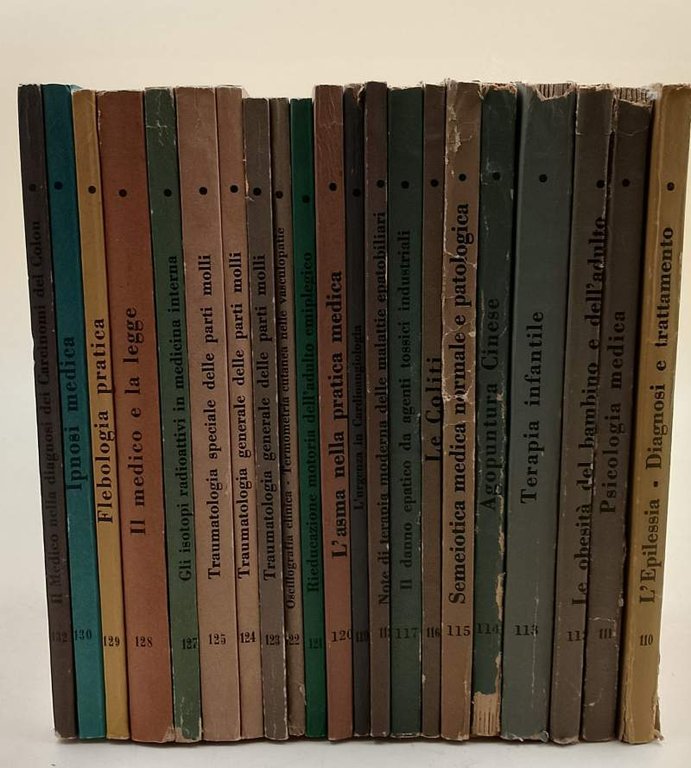 Il medico nella diagnosi dei Carcinomi del Colon
132
Ipnosi medica
130
Flebologia pratica
129
Il medico e la legge
128
Gli isotopi radioattivi in medicina interna
127
Traumatologia speciale delle parti molli
125
Traumatologia generale delle parti molli
124
Traumatologia generale delle parti molli
123
Oscillografia clinica - Termometria cutanea nelle vasculopatie
122
Rieducazione motoria dell'adulto emiplegico
121
L'asma nella pratica medica
120
L'urgenza in Cardioangiologia
119
Note di terapia moderna delle malattie epatobiliari
118
Il danno epatico da agenti tossici industriali
117
Le Coliti
116
Semeiotica medica normale e patologica
115
Agopuntura Cinese
114
Terapia infantile
113
Le obesità del bambino e dell'adulto
112
Psicologia medica
111
L'Epilessia - Diagnosi e trattamento
110